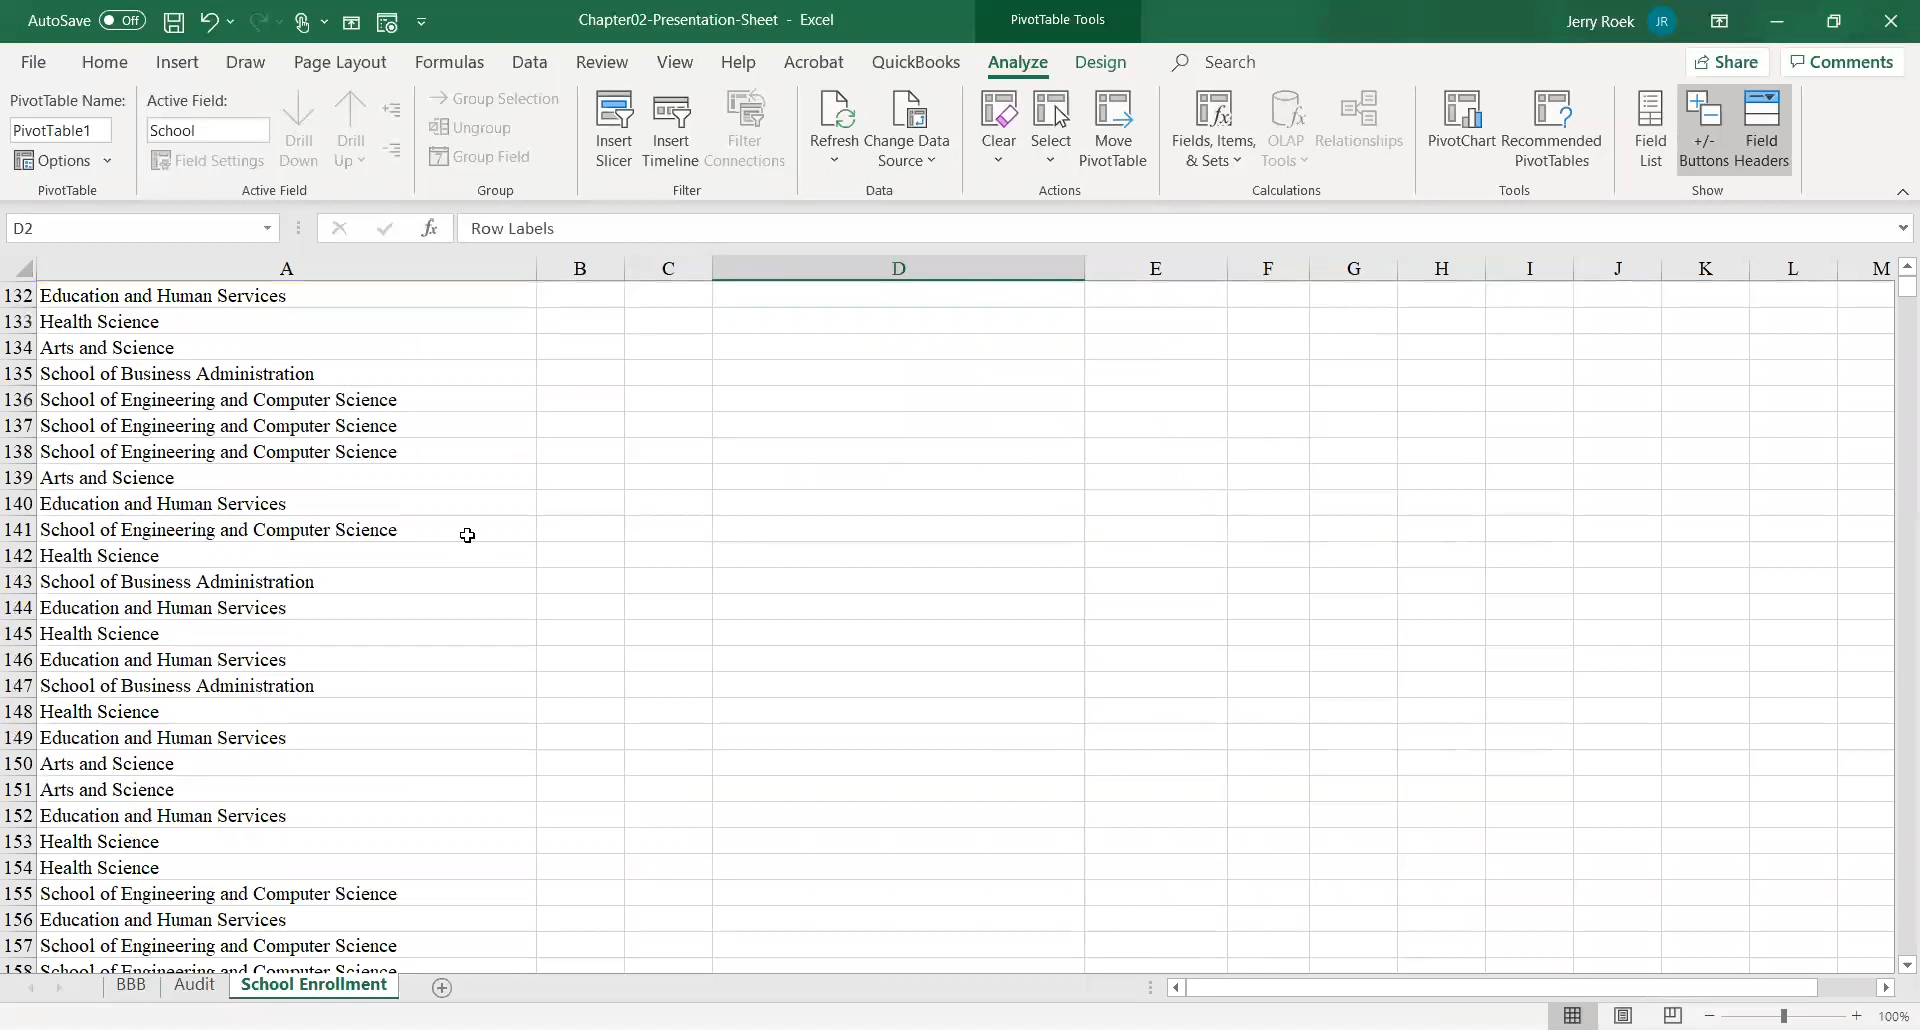 AutoSave Off Chapter02-Presentation-Sheet - Excel PivotTable Tools Jerry Roek JR
File Home Insert Draw Page Layout Formulas Data Review View Help Acrobat QuickBooks Analyze Design Search Share Comments
PivotTable Name:
PivotTable1
Options
PivotTable
Active Field:
School
Field Settings
Drill Down
Drill Up
Active Field
Group Selection
Ungroup
Group Field
Group
Insert Slicer
Insert Timeline
Filter Connections
Filter
Refresh
Change Data Source
Data
Clear
Select
Move PivotTable
Actions
Fields, Items, & Sets
OLAP Tools
Relationships
Calculations
PivotChart
Recommended PivotTables
Tools
Field List
+/- Buttons
Field Headers
Show
D2 fx Row Labels
A B C D E F G H I J K L M
132 Education and Human Services
133 Health Science
134 Arts and Science
135 School of Business Administration
136 School of Engineering and Computer Science
137 School of Engineering and Computer Science
138 School of Engineering and Computer Science
139 Arts and Science
140 Education and Human Services
141 School of Engineering and Computer Science
142 Health Science
143 School of Business Administration
144 Education and Human Services
145 Health Science
146 Education and Human Services
147 School of Business Administration
148 Health Science
149 Education and Human Services
150 Arts and Science
151 Arts and Science
152 Education and Human Services
153 Health Science
154 Health Science
155 School of Engineering and Computer Science
156 Education and Human Services
157 School of Engineering and Computer Science
158 School of Engineering and Computer Science
BBB Audit School Enrollment
100%